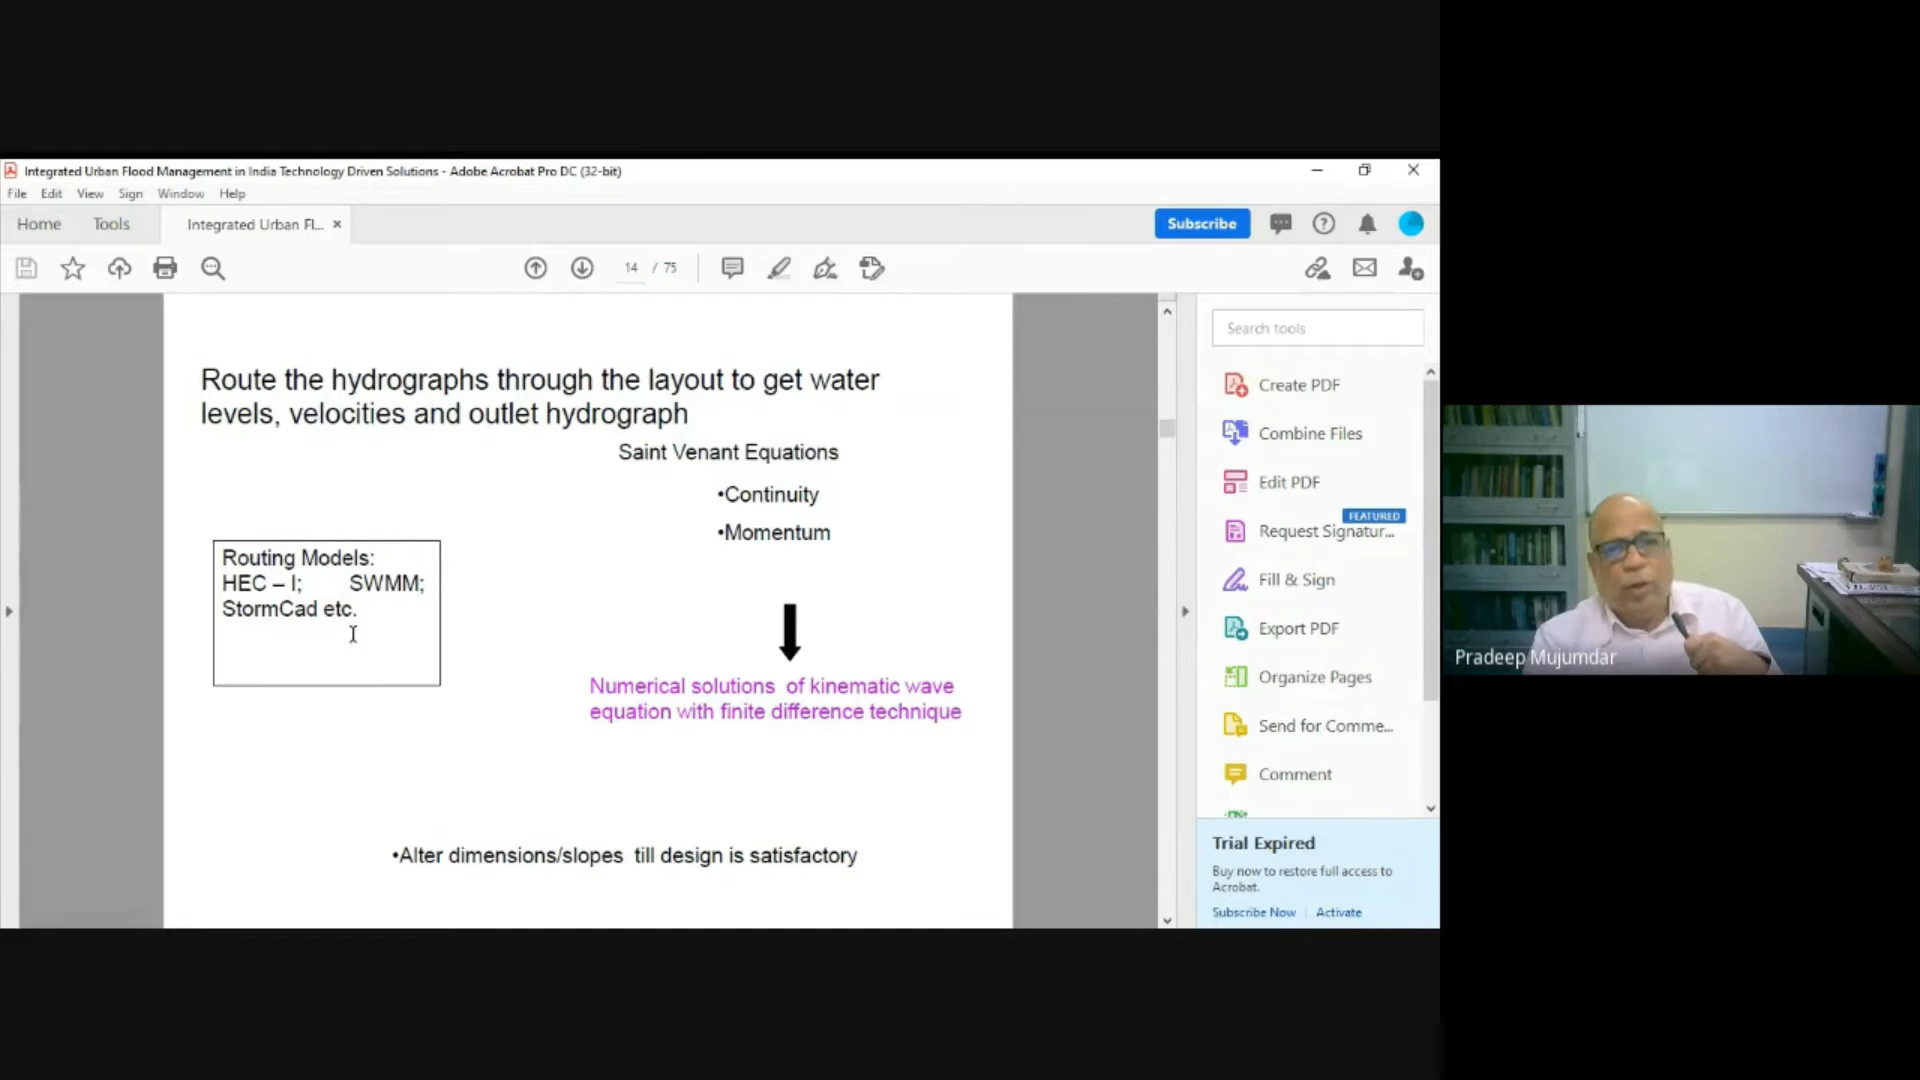 Integrated Urban Flood Management in India Technology Driven Solutions - Adobe Acrobat Pro DC (32-bit)
File Edit View Sign Window Help
Home Tools Integrated Urban Fl... ×
Subscribe
14 / 75
Route the hydrographs through the layout to get water
levels, velocities and outlet hydrograph
Saint Venant Equations
•Continuity
•Momentum
Routing Models:
HEC – I; SWMM;
StormCad etc.
Numerical solutions of kinematic wave
equation with finite difference technique
•Alter dimensions/slopes till design is satisfactory
Search tools
Create PDF
Combine Files
Edit PDF
FEATURED
Request Signatur...
Fill & Sign
Export PDF
Organize Pages
Send for Comme...
Comment
Trial Expired
Buy now to restore full access to
Acrobat.
Subscribe Now | Activate
Pradeep Mujumdar